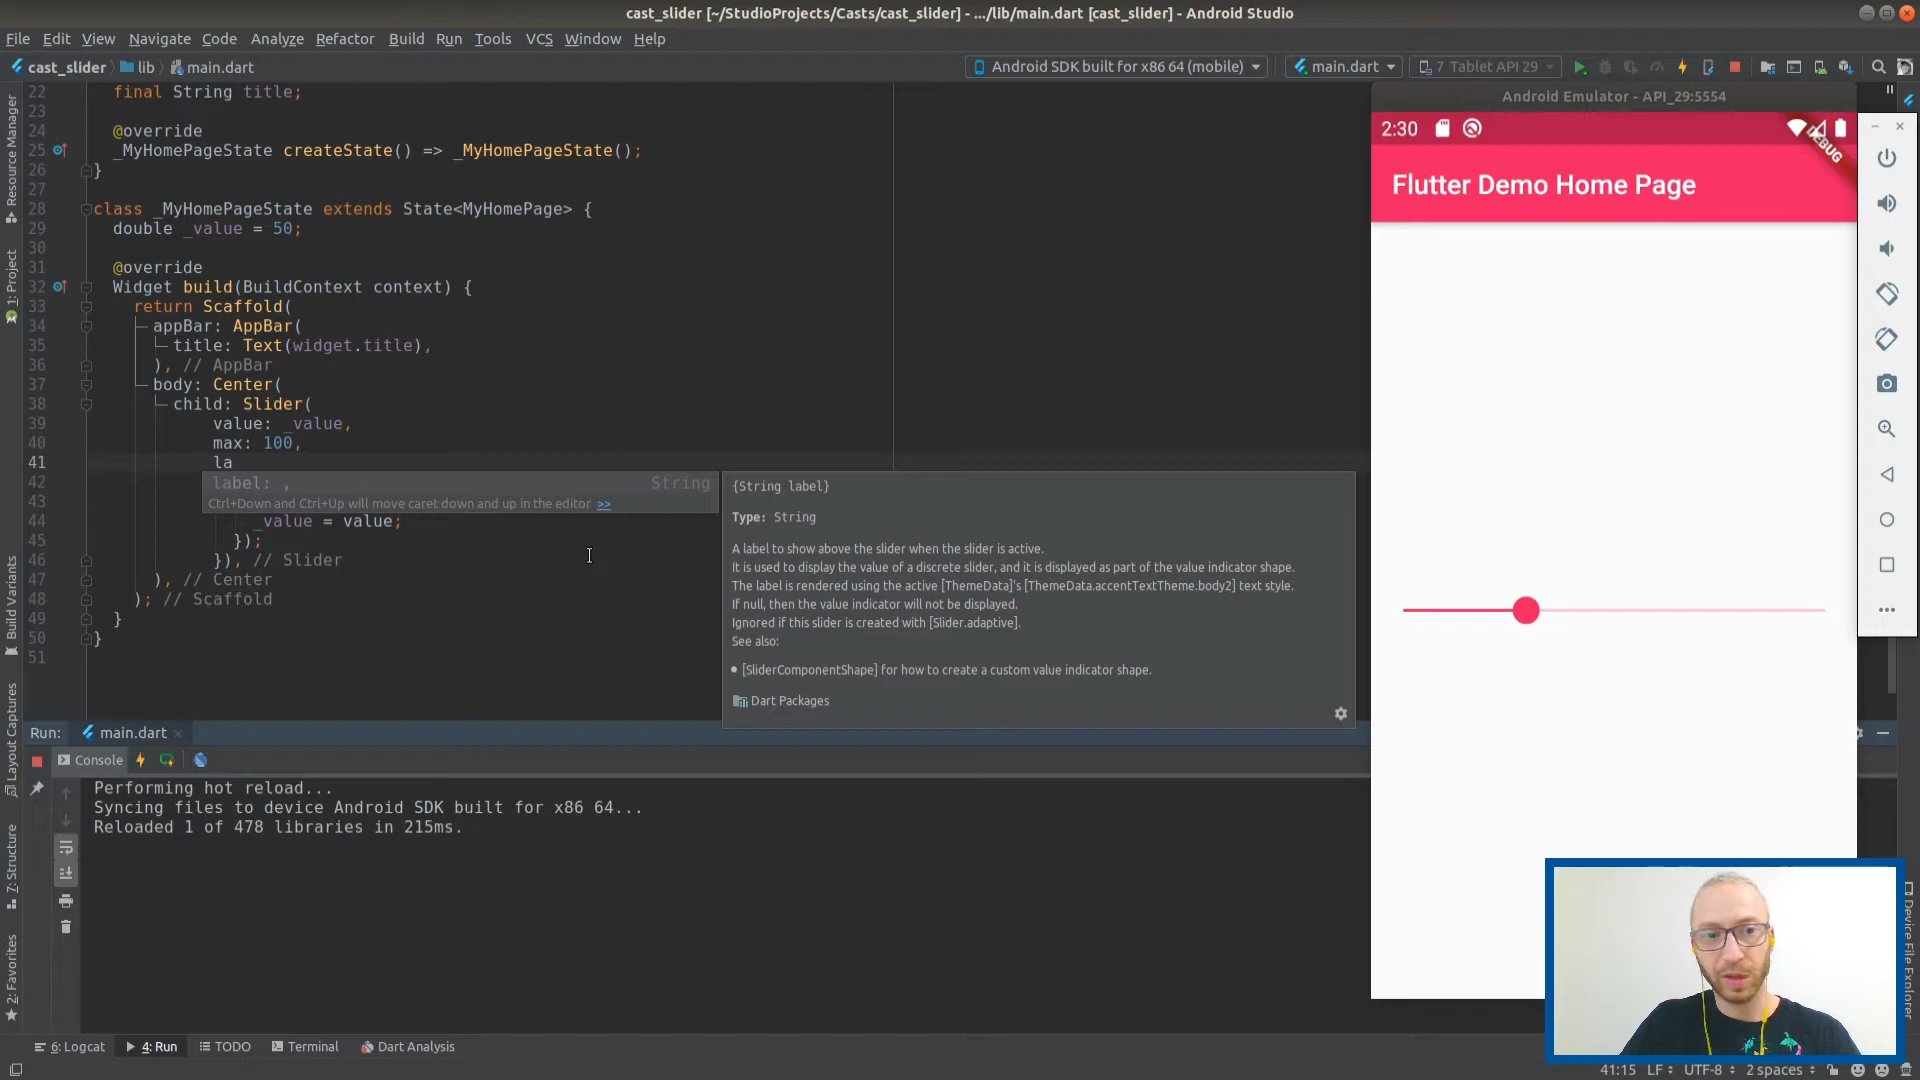 cast_slider [~/StudioProjects/Casts/cast_slider] - .../lib/main.dart [cast_slider] - Android Studio
File Edit View Navigate Code Analyze Refactor Build Run Tools VCS Window Help
cast_slider lib main.dart Android SDK built for x86 64 (mobile) main.dart 7 Tablet API 29
22 final String title;
23
24 @override
25 _MyHomePageState createState() => _MyHomePageState();
26 }
27
28 class _MyHomePageState extends State<MyHomePage> {
29 double _value = 50;
30
31 @override
32 Widget build(BuildContext context) {
33 return Scaffold(
34 appBar: AppBar(
35 title: Text(widget.title),
36 ), // AppBar
37 body: Center(
38 child: Slider(
39 value: _value,
40 max: 100,
41 la
42
43
44 _value = value;
45 });
46 }), // Slider
47 ), // Center
48 ); // Scaffold
49 }
50 }
51
label: , String
Ctrl+Down and Ctrl+Up will move caret down and up in the editor >>
{String label}
Type: String
A label to show above the slider when the slider is active.
It is used to display the value of a discrete slider, and it is displayed as part of the value indicator shape.
The label is rendered using the active [ThemeData]'s [ThemeData.accentTextTheme.body2] text style.
If null, then the value indicator will not be displayed.
Ignored if this slider is created with [Slider.adaptive].
See also:
• [SliderComponentShape] for how to create a custom value indicator shape.
Dart Packages
Android Emulator - API_29:5554
2:30
DEBUG
Flutter Demo Home Page
Resource Manager
1: Project
Build Variants
Layout Captures
7: Structure
2: Favorites
Device File Explorer
Run: main.dart
Console
Performing hot reload...
Syncing files to device Android SDK built for x86 64...
Reloaded 1 of 478 libraries in 215ms.
6: Logcat 4: Run TODO Terminal Dart Analysis
41:15 LF UTF-8 2 spaces